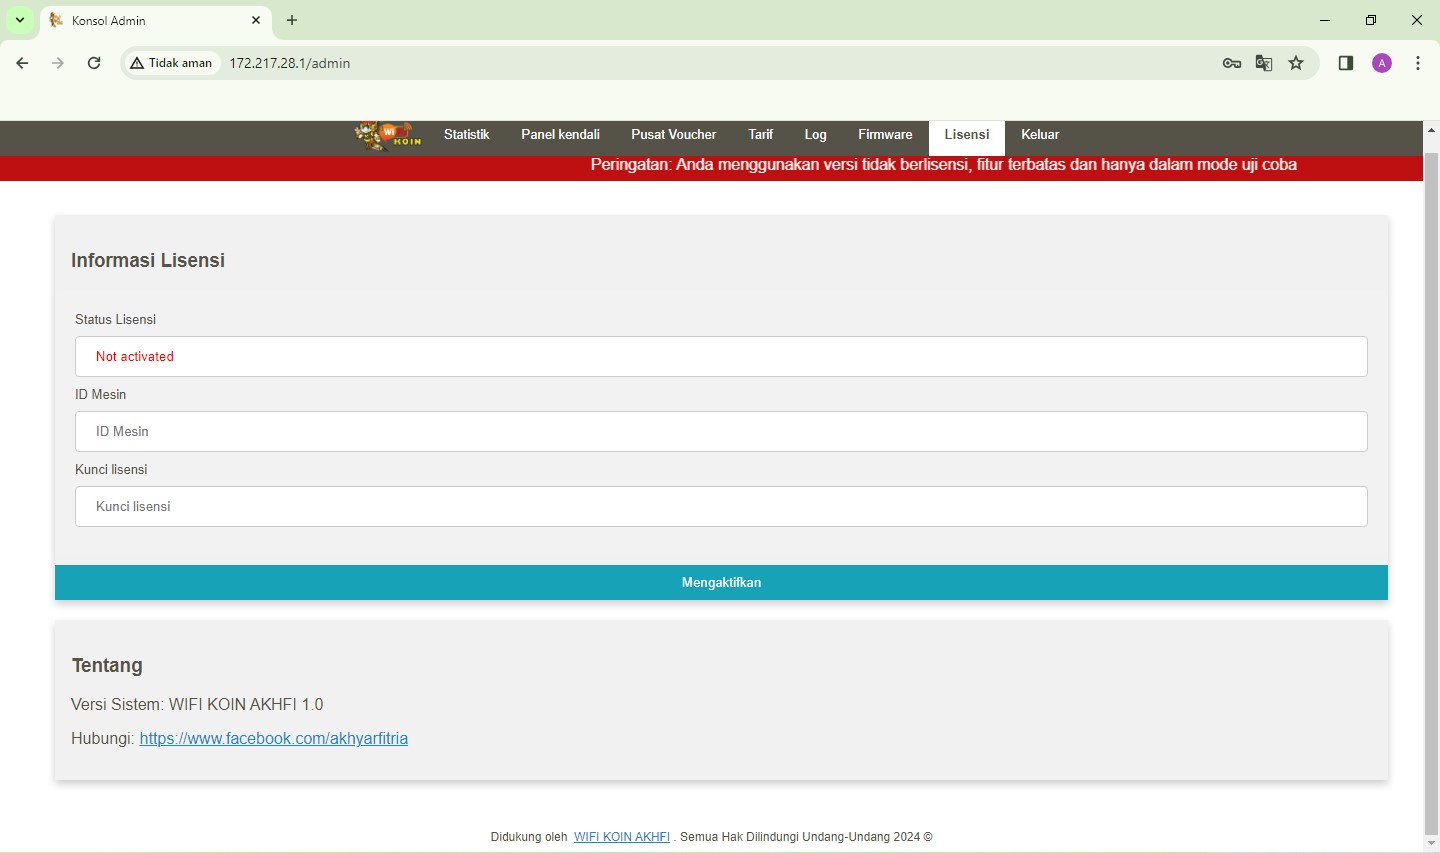 Konsol Admin
Tidak aman
172.217.28.1/admin
A
WIFI
KOIN
Statistik
Panel kendali
Pusat Voucher
Tarif
Log
Firmware
Lisensi
Keluar
Peringatan: Anda menggunakan versi tidak berlisensi, fitur terbatas dan hanya dalam mode uji coba
Informasi Lisensi
Status Lisensi
Not activated
ID Mesin
ID Mesin
Kunci lisensi
Kunci lisensi
Mengaktifkan
Tentang
Versi Sistem: WIFI KOIN AKHFI 1.0
Hubungi: https://www.facebook.com/akhyarfitria
Didukung oleh WIFI KOIN AKHFI . Semua Hak Dilindungi Undang-Undang 2024 ©